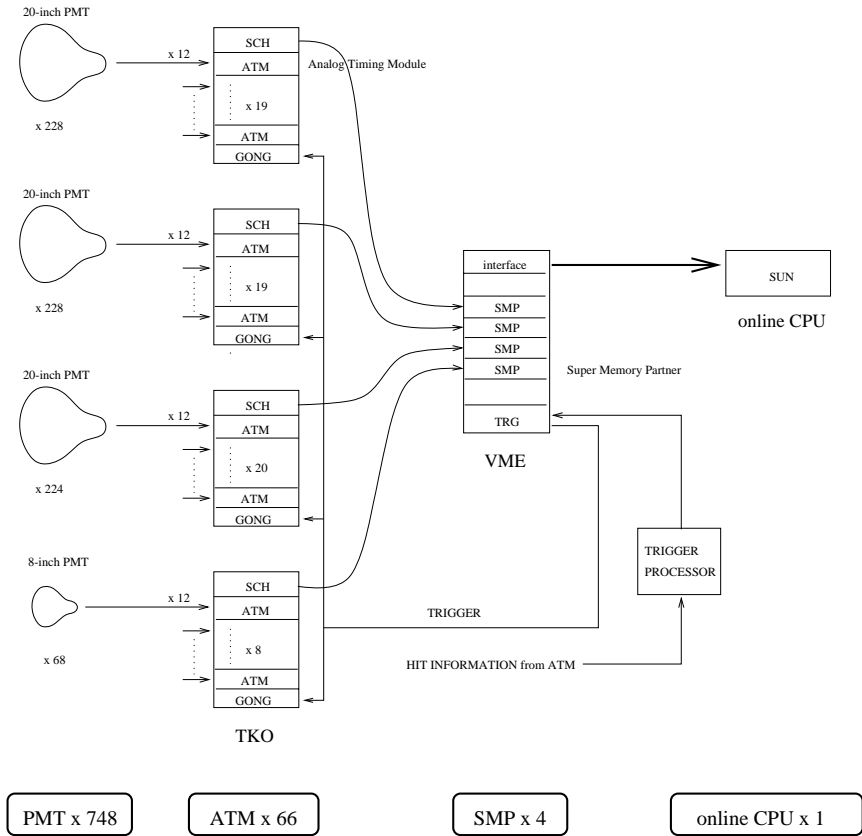 20-inch PMT
x 12
SCH
ATM
Analog Timing Module
x 19
x 228
ATM
GONG
20-inch PMT
x 12
SCH
ATM
x 19
x 228
ATM
GONG
20-inch PMT
x 12
SCH
ATM
x 20
x 224
ATM
GONG
8-inch PMT
x 12
SCH
ATM
x 8
x 68
ATM
GONG
TKO
interface
SMP
SMP
SMP
SMP
Super Memory Partner
TRG
VME
SUN
online CPU
TRIGGER
PROCESSOR
TRIGGER
HIT INFORMATION from ATM
PMT x 748
ATM x 66
SMP x 4
online CPU x 1